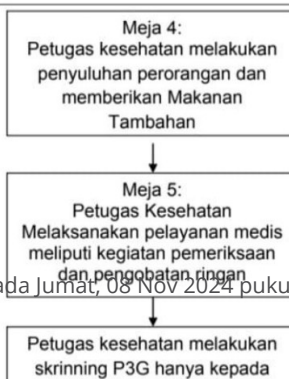 Meja 4:
Petugas kesehatan melakukan
penyuluhan perorangan dan
memberikan Makanan
Tambahan
Meja 5:
Petugas Kesehatan
Melaksanakan pelayanan medis
meliputi kegiatan pemeriksaan
dan pengobatan ringan
ada Jumat, 08 Nov 2024 puku
Petugas kesehatan melakukan
skrinning P3G hanya kepada